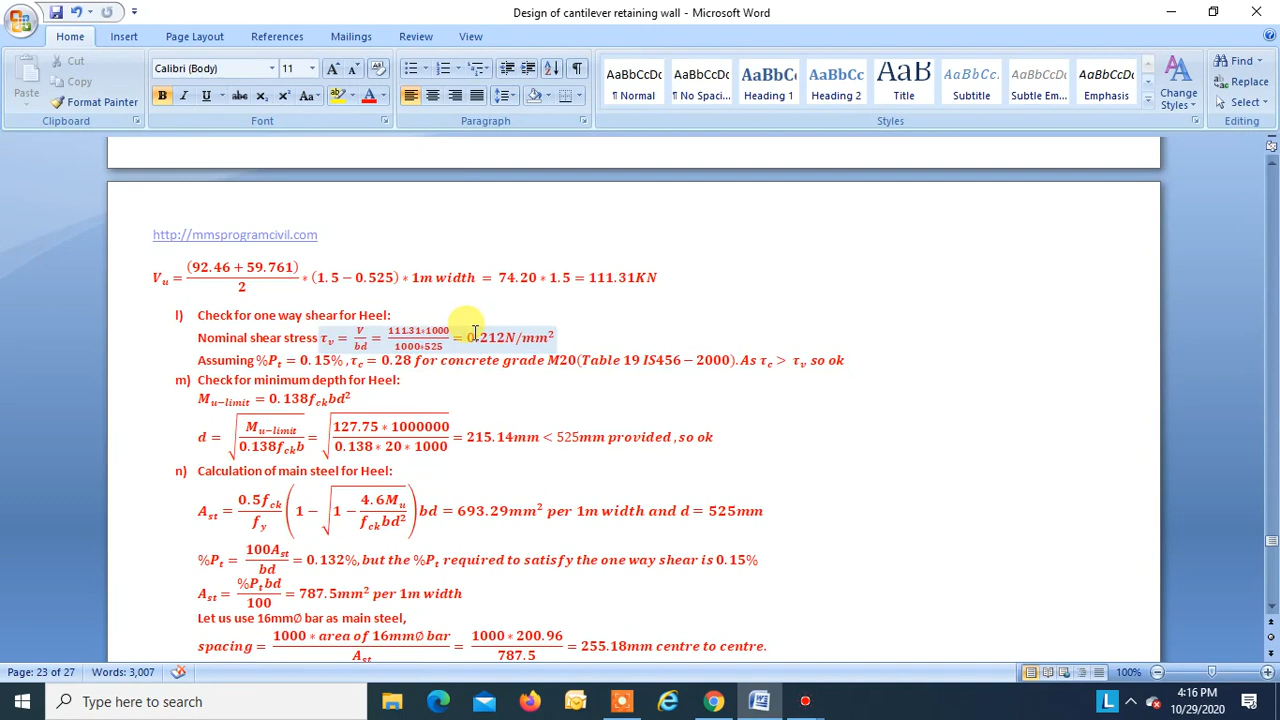 Design of cantilever retaining wall - Microsoft Word
Home Insert Page Layout References Mailings Review View
Paste
Cut
Copy
Format Painter
Clipboard
Calibri (Body) 11
Font
Paragraph
AaBbCcDc AaBbCcDc AaBbCc AaBbCc AaB AaBbCcL AaBbCcDt AaBbCcDt
¶ Normal ¶ No Spaci... Heading 1 Heading 2 Title Subtitle Subtle Em... Emphasis
Change Styles
Styles
Find
Replace
Select
Editing
http://mmsprogramcivil.com
V_u = (92.46 + 59.761)/2 * (1.5 − 0.525) * 1m width = 74.20 * 1.5 = 111.31KN
l) Check for one way shear for Heel:
Nominal shear stress τ_v = V/bd = 111.31*1000/1000*525 = 0.212N/mm²
Assuming %P_t = 0.15% , τ_c = 0.28 for concrete grade M20(Table 19 IS456 − 2000). As τ_c > τ_v so ok
m) Check for minimum depth for Heel:
M_u−limit = 0.138f_ck bd²
d = √(M_u−limit/0.138f_ck b) = √(127.75 * 1000000/0.138 * 20 * 1000) = 215.14mm < 525mm provided , so ok
n) Calculation of main steel for Heel:
A_st = 0.5f_ck/f_y (1 − √(1 − 4.6M_u/f_ck bd²)) bd = 693.29mm² per 1m width and d = 525mm
%P_t = 100A_st/bd = 0.132%, but the %P_t required to satisfy the one way shear is 0.15%
A_st = %P_t bd/100 = 787.5mm² per 1m width
Let us use 16mm∅ bar as main steel,
spacing = 1000 * area of 16mm∅ bar/A_st = 1000 * 200.96/787.5 = 255.18mm centre to centre.
Page: 23 of 27 Words: 3,007 100%
Type here to search
L
4:16 PM
10/29/2020